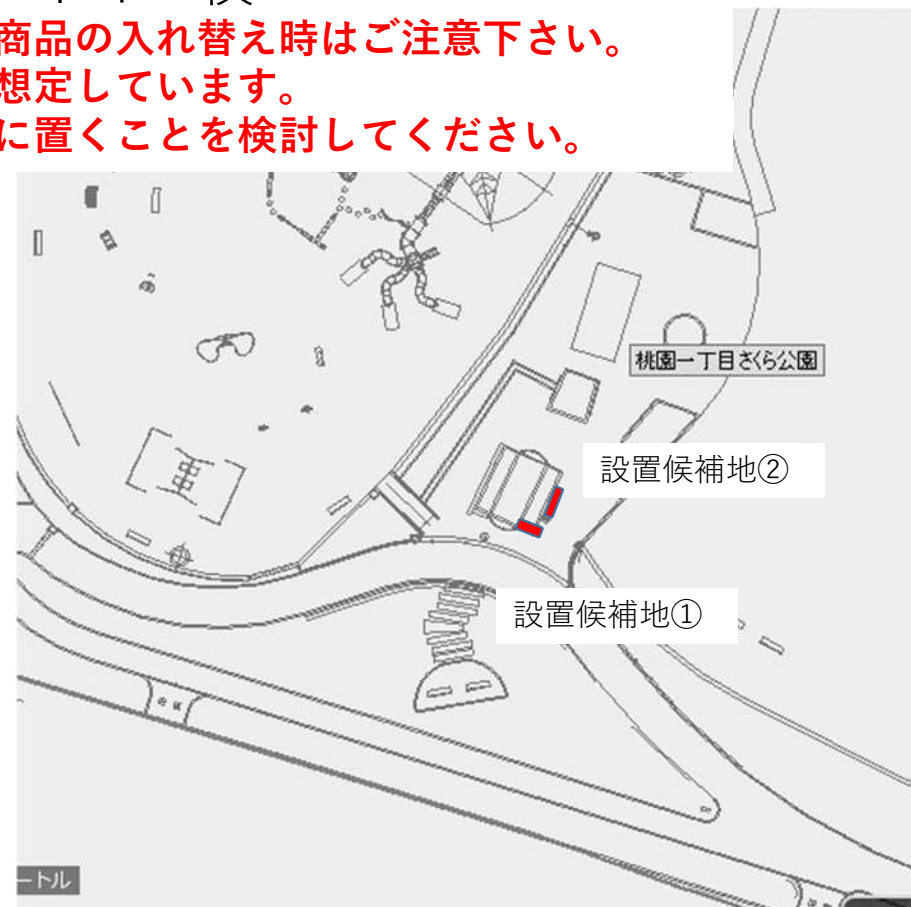 商品の入れ替え時はご注意下さい。
想定しています。
に置くことを検討してください。
桃園一丁目さくら公園
設置候補地②
設置候補地①
ートル